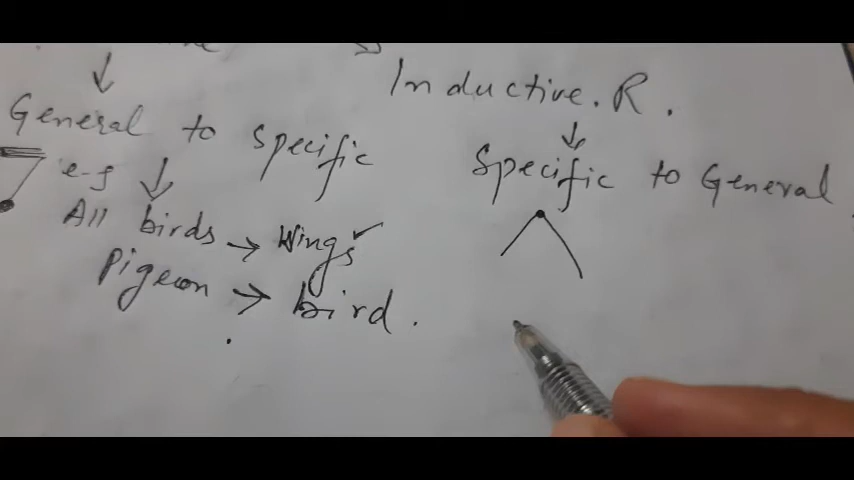 Inductive. R.
General to specific
Specific to General
e-g
All birds → Wings ✓
Pigeon → bird.